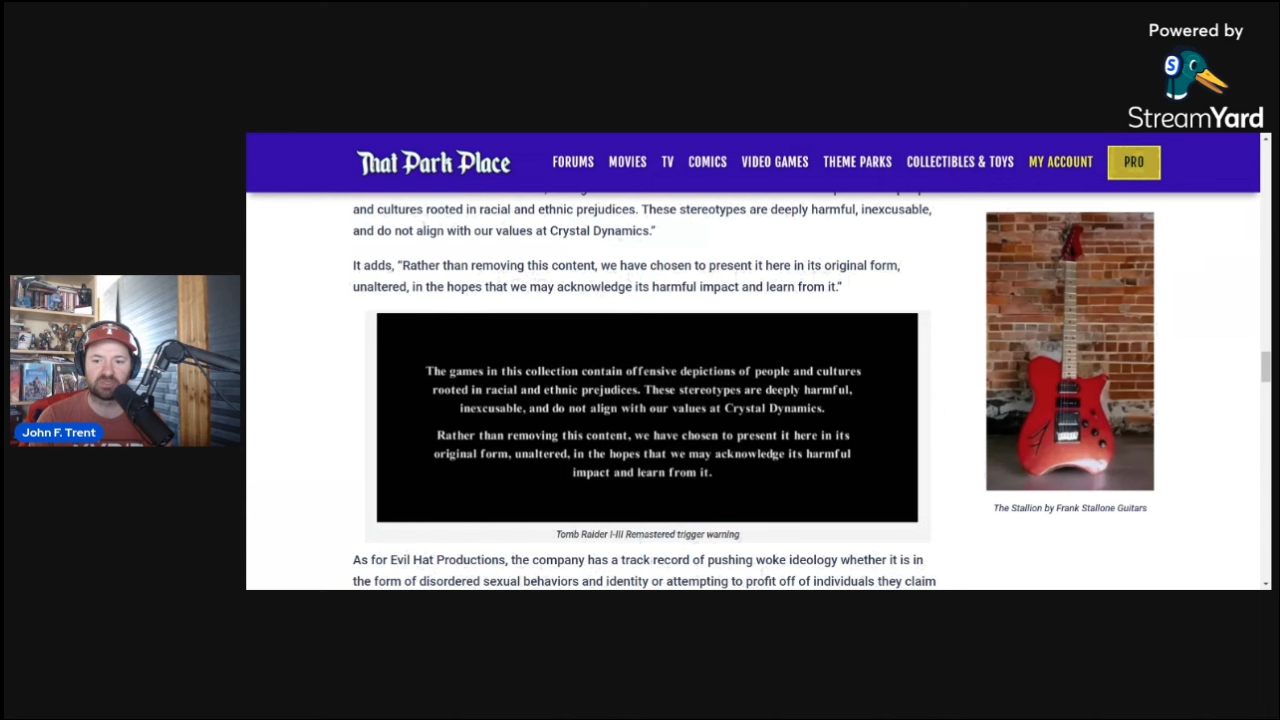 Powered by
StreamYard
That Park Place
FORUMS MOVIES TV COMICS VIDEO GAMES THEME PARKS COLLECTIBLES & TOYS MY ACCOUNT PRO
and cultures rooted in racial and ethnic prejudices. These stereotypes are deeply harmful, inexcusable,
and do not align with our values at Crystal Dynamics.”
It adds, “Rather than removing this content, we have chosen to present it here in its original form,
unaltered, in the hopes that we may acknowledge its harmful impact and learn from it.”
The games in this collection contain offensive depictions of people and cultures
rooted in racial and ethnic prejudices. These stereotypes are deeply harmful,
inexcusable, and do not align with our values at Crystal Dynamics.
Rather than removing this content, we have chosen to present it here in its
original form, unaltered, in the hopes that we may acknowledge its harmful
impact and learn from it.
Tomb Raider I-III Remastered trigger warning
As for Evil Hat Productions, the company has a track record of pushing woke ideology whether it is in
the form of disordered sexual behaviors and identity or attempting to profit off of individuals they claim
The Stallion by Frank Stallone Guitars
John F. Trent